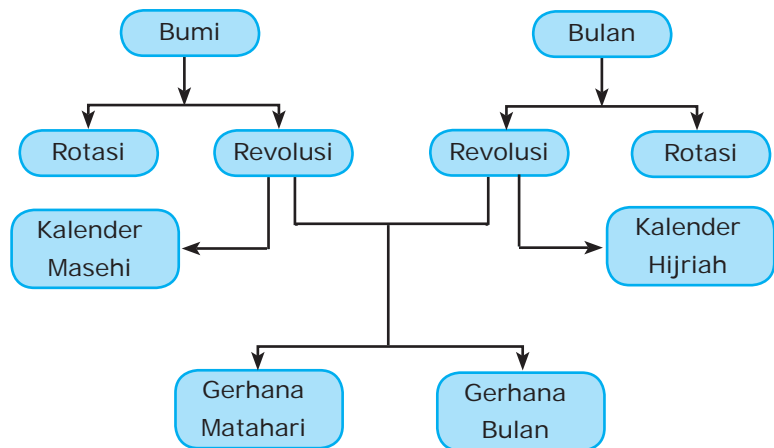 Bumi
Bulan
Rotasi
Revolusi
Revolusi
Rotasi
Kalender
Masehi
Kalender
Hijriah
Gerhana
Matahari
Gerhana
Bulan